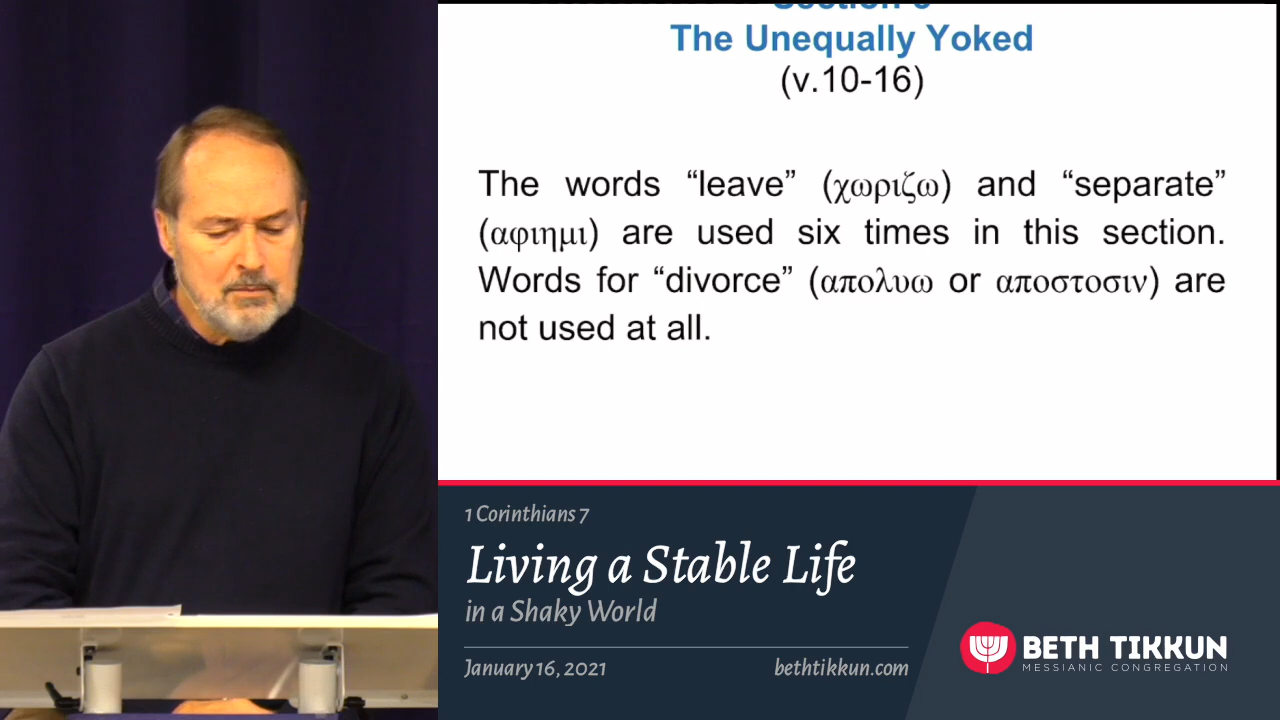 The Unequally Yoked
(v.10-16)
The words “leave” (χωριζω) and “separate”
(αφιημι) are used six times in this section.
Words for “divorce” (απολυω or αποστοσιν) are
not used at all.
1 Corinthians 7
Living a Stable Life
in a Shaky World
January 16, 2021
bethtikkun.com
BETH TIKKUN
MESSIANIC CONGREGATION